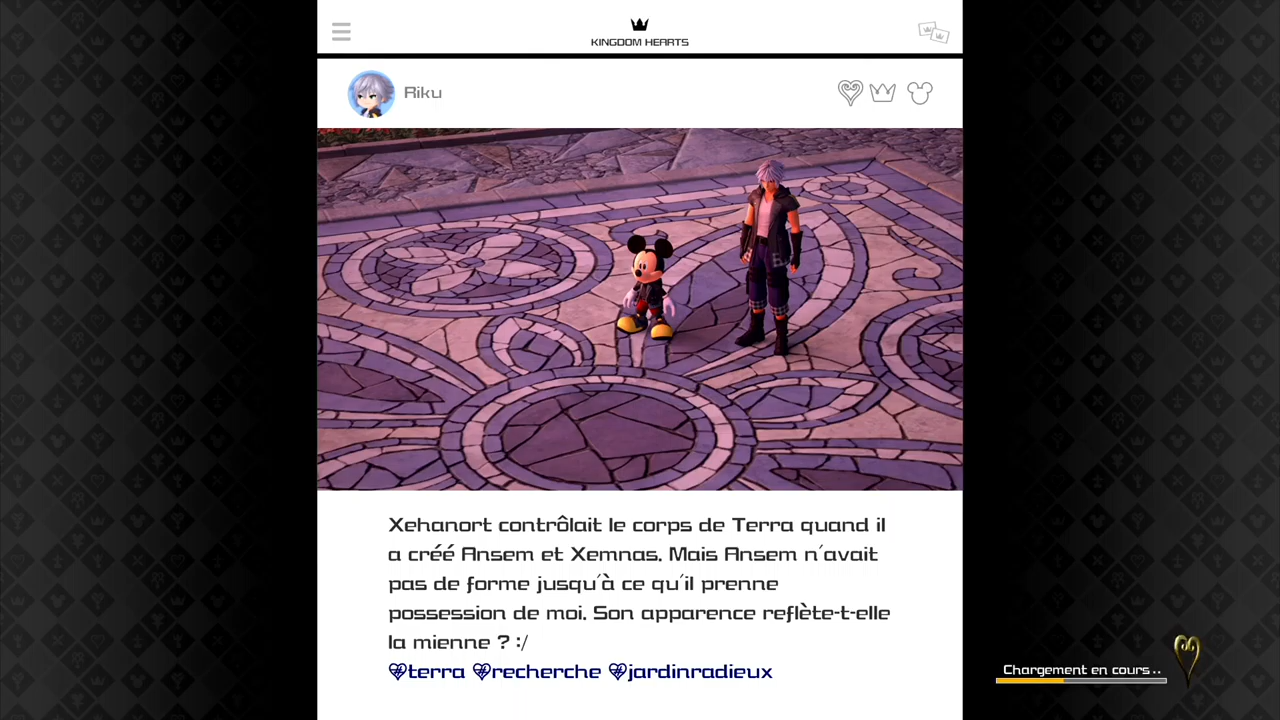 KINGDOM HEARTS
Riku
Xehanort contrôlait le corps de Terra quand il
a créé Ansem et Xemnas. Mais Ansem n'avait
pas de forme jusqu'à ce qu'il prenne
possession de moi. Son apparence reflète-t-elle
la mienne ? :/
#terra #recherche #jardinradieux
Chargement en cours..